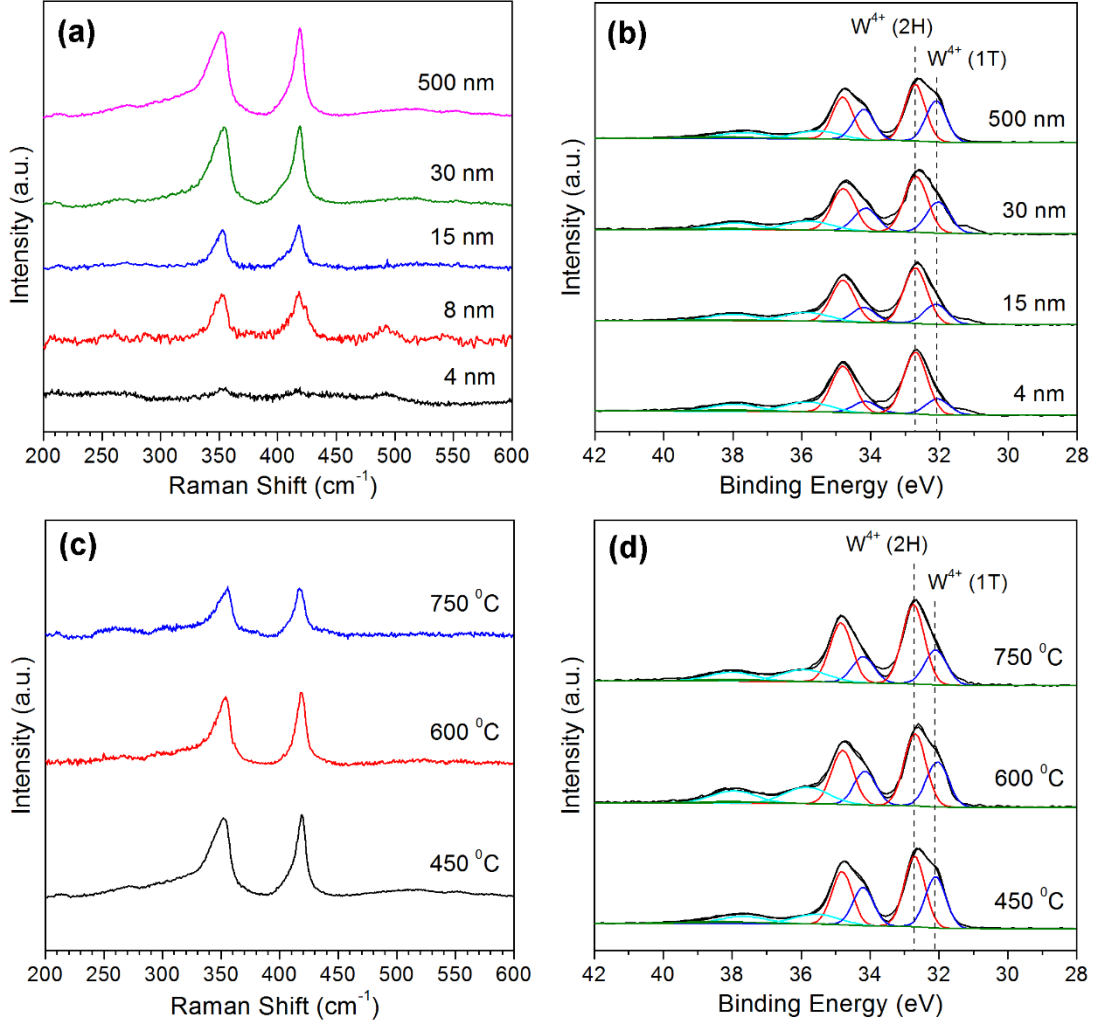 (a)
500 nm
30 nm
15 nm
8 nm
4 nm
Intensity (a.u.)
200 250 300 350 400 450 500 550 600
Raman Shift (cm⁻¹)
(b)
W⁴⁺ (2H)
W⁴⁺ (1T)
500 nm
30 nm
15 nm
4 nm
Intensity (a.u.)
42 40 38 36 34 32 30 28
Binding Energy (eV)
(c)
750 ⁰C
600 ⁰C
450 ⁰C
Intensity (a.u.)
200 250 300 350 400 450 500 550 600
Raman Shift (cm⁻¹)
(d)
W⁴⁺ (2H)
W⁴⁺ (1T)
750 ⁰C
600 ⁰C
450 ⁰C
Intensity (a.u.)
42 40 38 36 34 32 30 28
Binding Energy (eV)